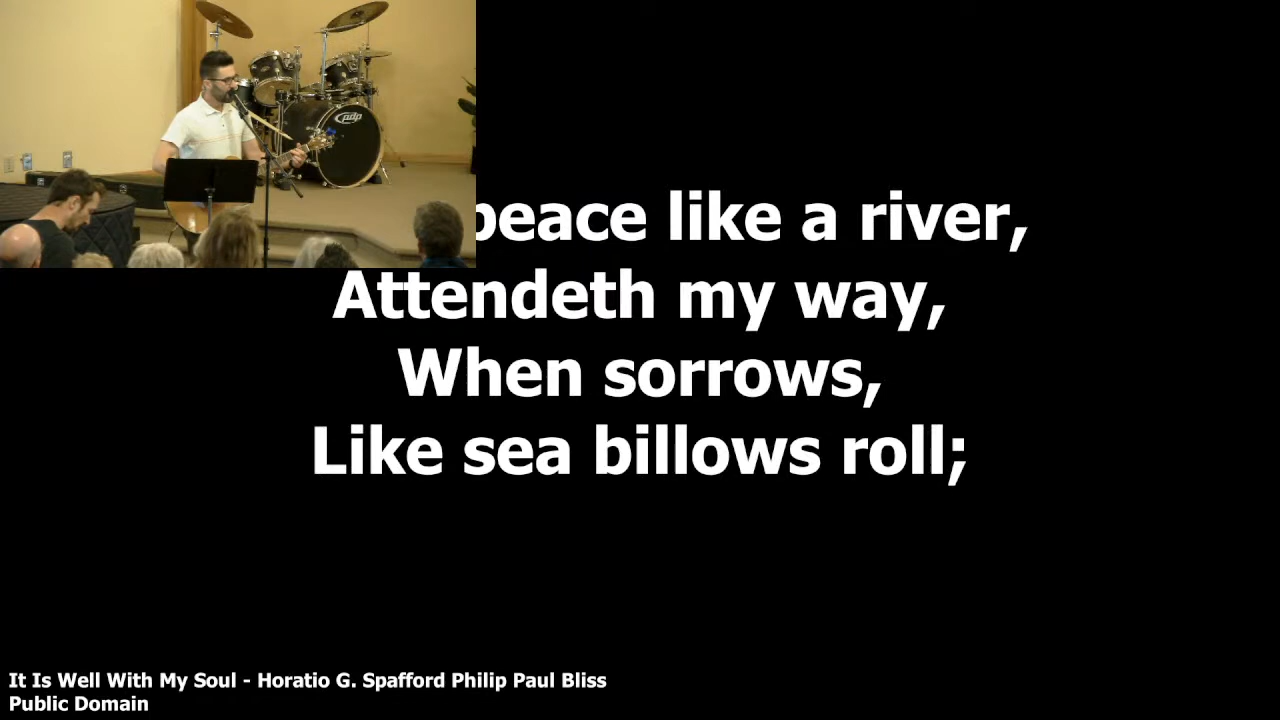 pdp
peace like a river,
Attendeth my way,
When sorrows,
Like sea billows roll;
It Is Well With My Soul - Horatio G. Spafford Philip Paul Bliss
Public Domain